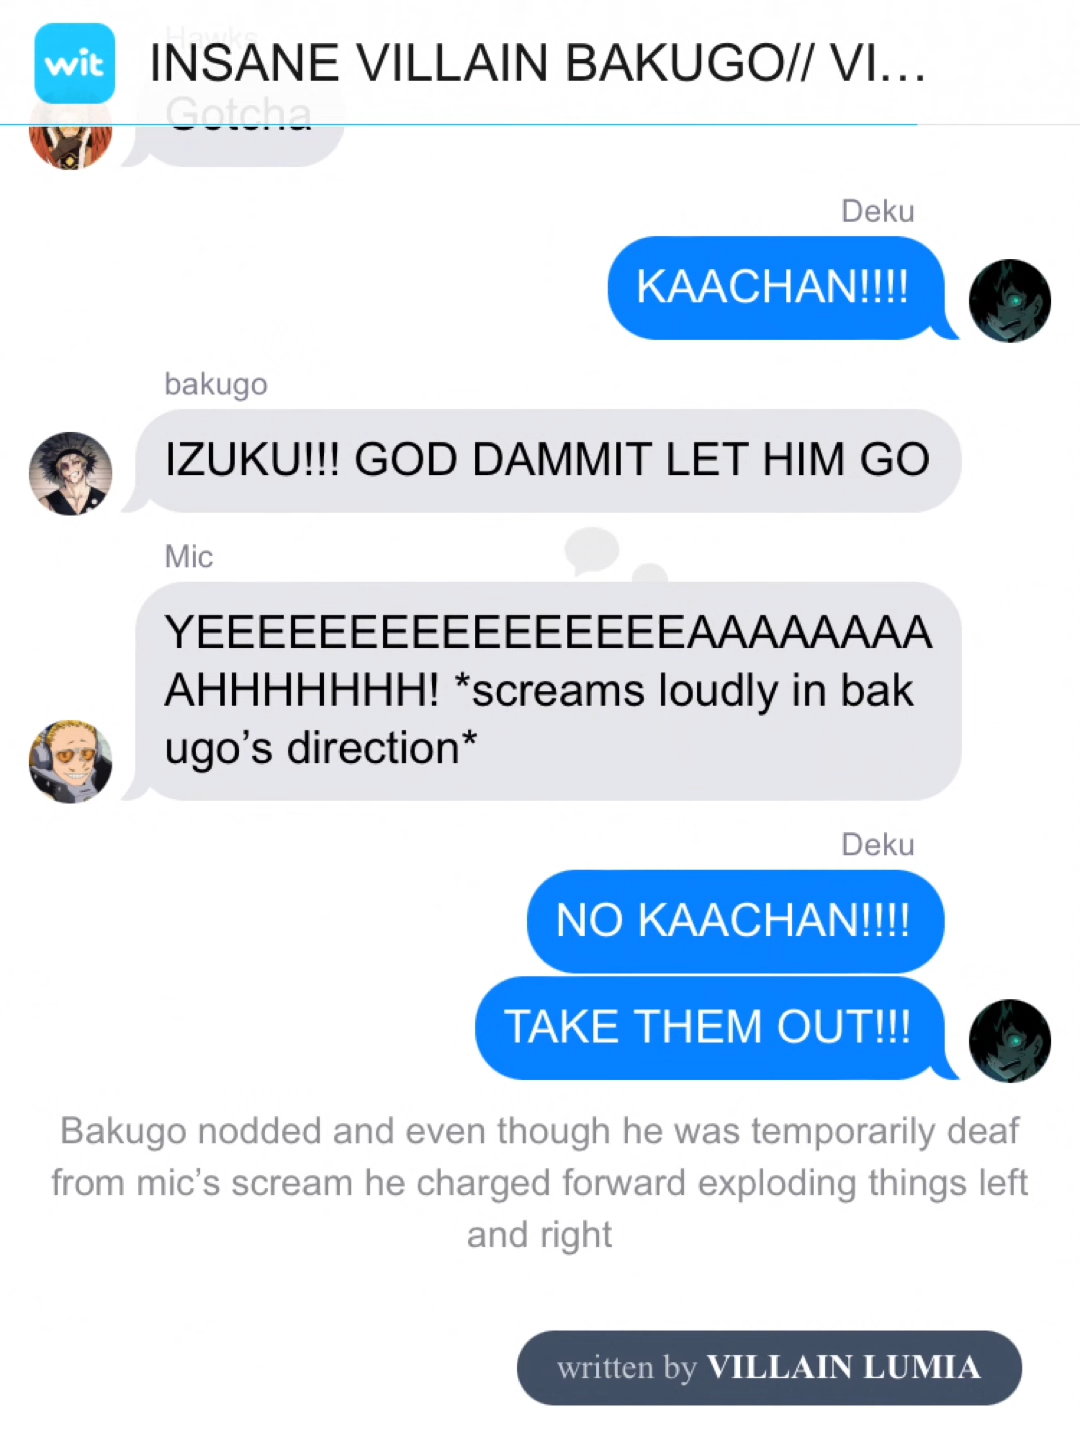 wit
INSANE VILLAIN BAKUGO// VI...
Hawks
Gotcha
Deku
KAACHAN!!!!
bakugo
IZUKU!!! GOD DAMMIT LET HIM GO
Mic
YEEEEEEEEEEEEEEEEEAAAAAAAA
AHHHHHHH! *screams loudly in bak
ugo’s direction*
Deku
NO KAACHAN!!!!
TAKE THEM OUT!!!
Bakugo nodded and even though he was temporarily deaf
from mic’s scream he charged forward exploding things left
and right
written by VILLAIN LUMIA